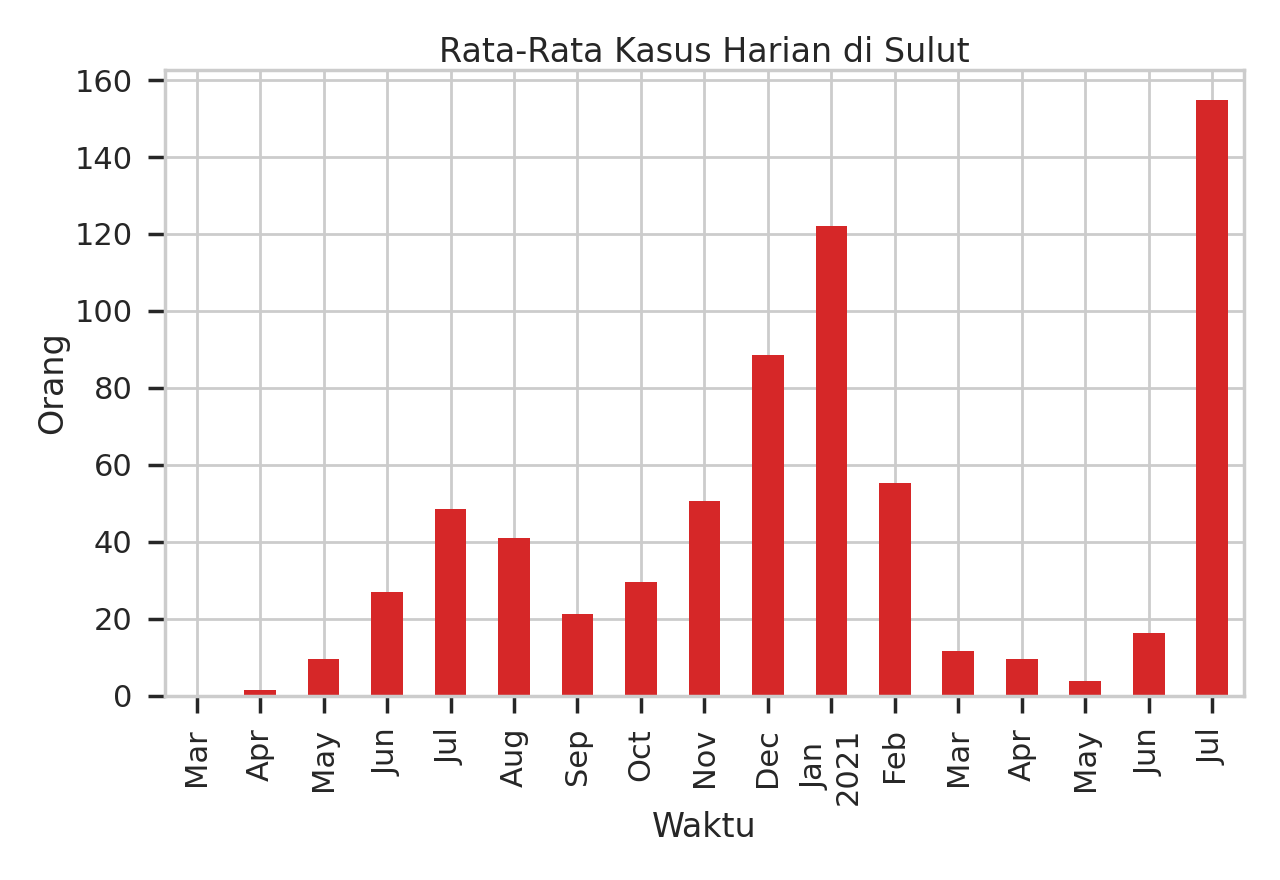 Rata-Rata Kasus Harian di Sulut
160
140
120
100
80
60
40
20
0
Orang
Mar
Apr
May
Jun
Jul
Aug
Sep
Oct
Nov
Dec
Jan
2021
Feb
Mar
Apr
May
Jun
Jul
Waktu